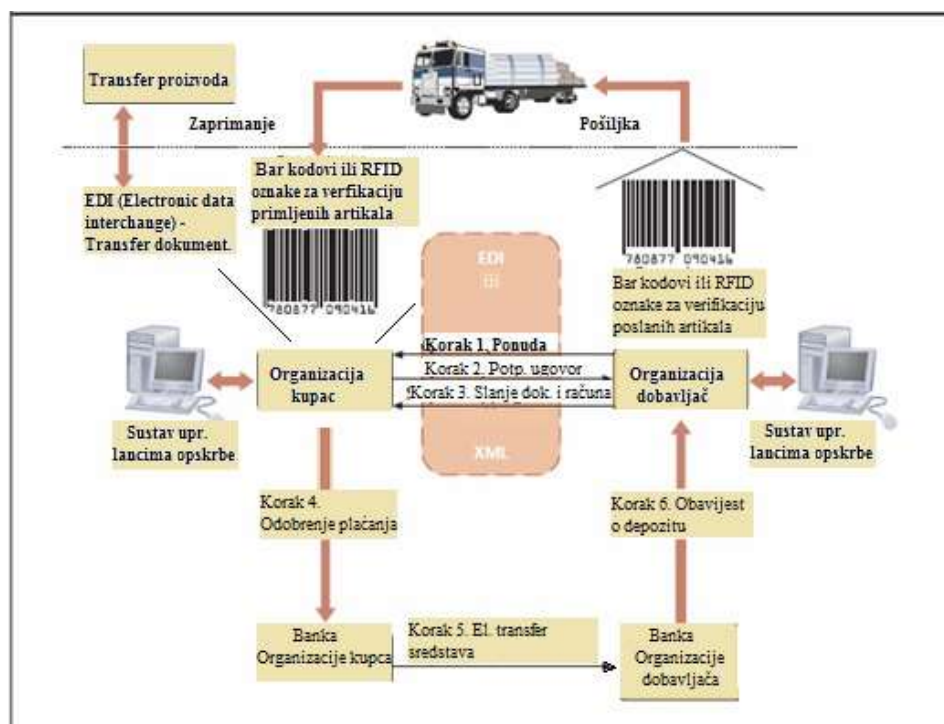 Transfer proizvoda
Zaprimanje
Pošiljka
EDI (Electronic data
interchange) -
Transfer dokument.
Bar kodovi ili RFID
oznake za verfikaciju
primljenih artikala
780877 090416
780877 090416
Bar kodovi ili RFID
oznake za verifikaciju
poslanih artikala
EDI
Korak 1. Ponuda
Korak 2. Potp. ugovor
Korak 3. Slanje dok. i računa
XML
Organizacija
kupac
Organizacija
dobavljač
Sustav upr.
lancima opskrbe
Sustav upr.
lancima opskrbe
Korak 4.
Odobrenje plaćanja
Korak 6. Obavijest
o depozitu
Banka
Organizacije kupca
Korak 5. El. transfer
sredstava
Banka
Organizacije
dobavljača